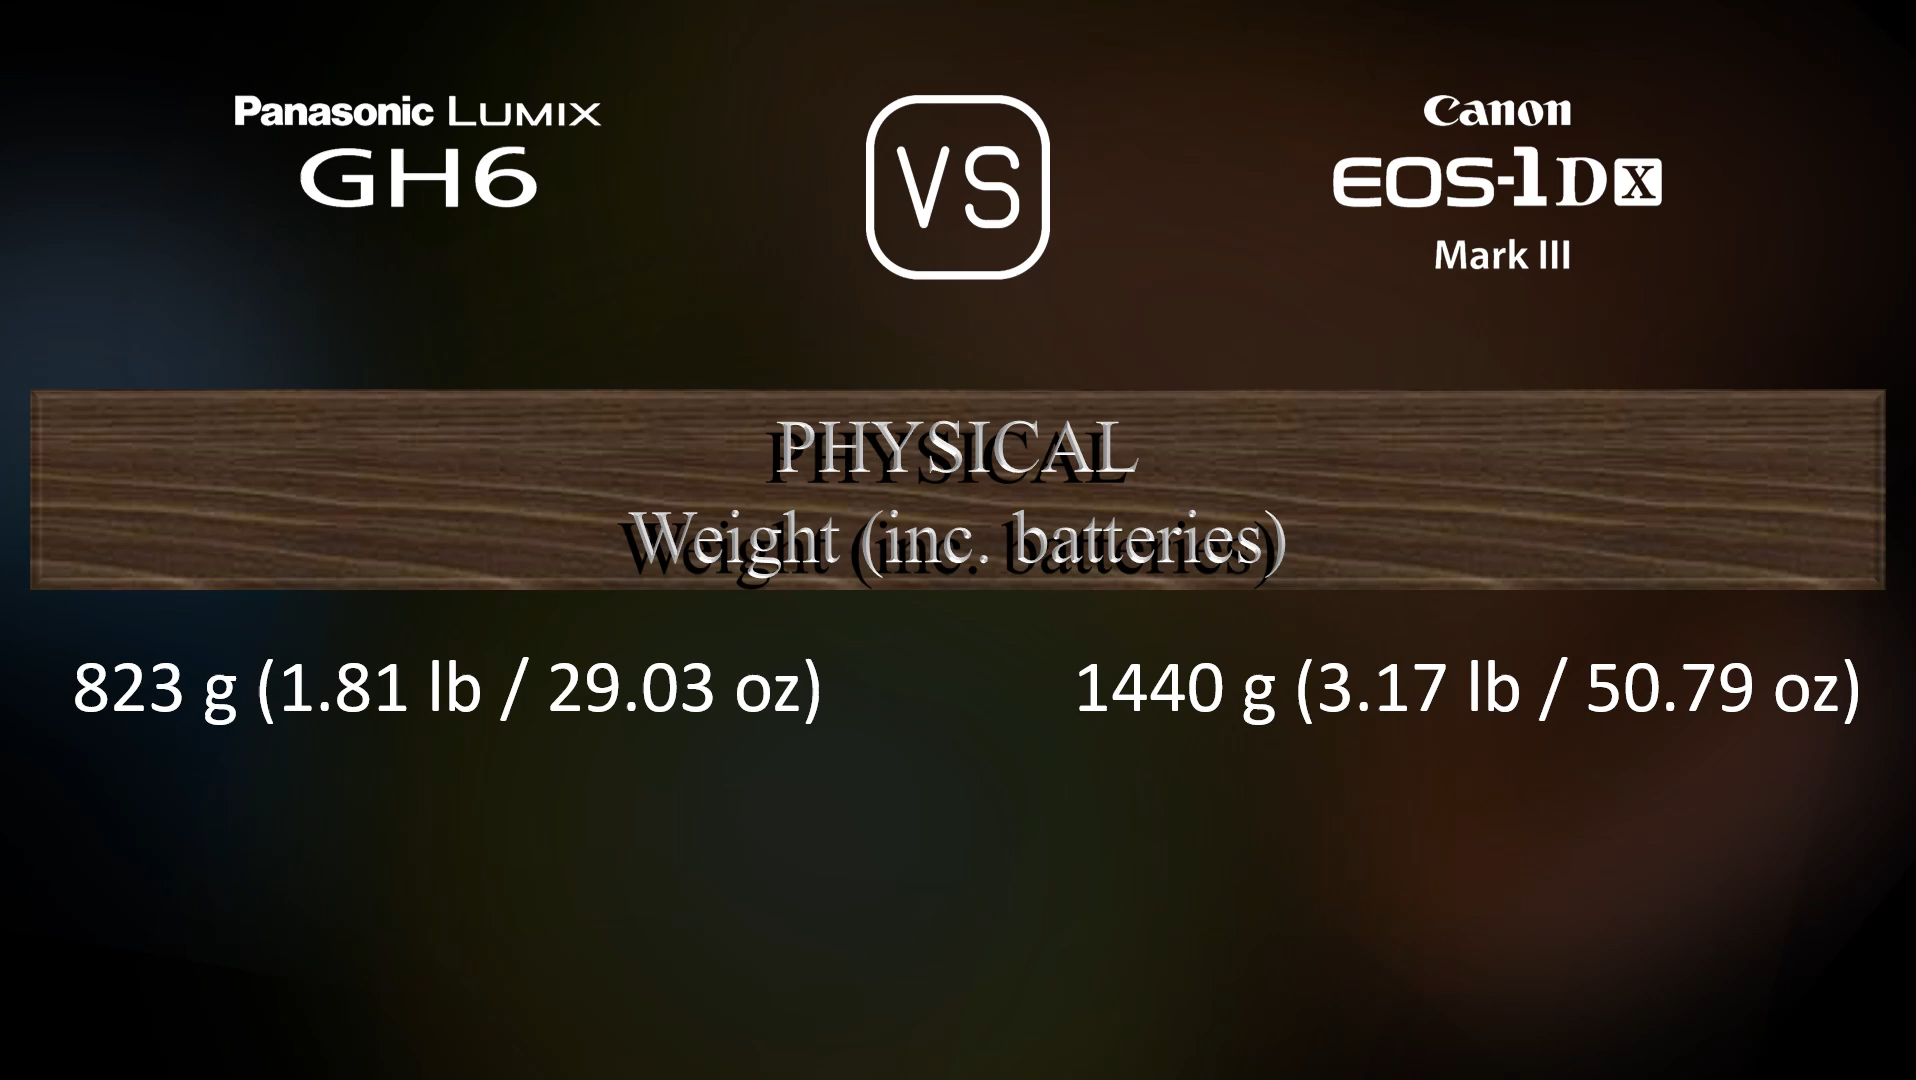 Panasonic LUMIX
GH6
VS
Canon
EOS-1DX
Mark III
PHYSICAL
Weight (inc. batteries)
823 g (1.81 lb / 29.03 oz)
1440 g (3.17 lb / 50.79 oz)